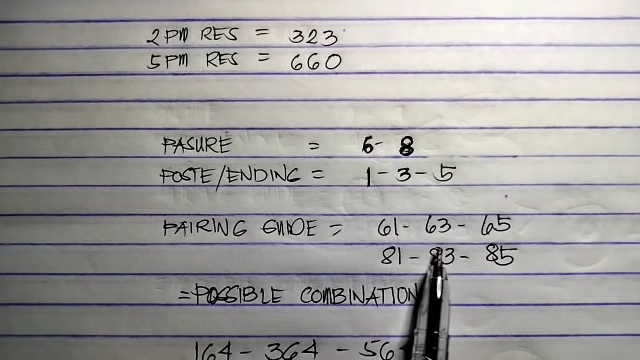 2PM RES = 323
5PM RES = 660
PASURE = 6 - 8
POSTE/ENDING = 1 - 3 - 5
PAIRING GUIDE = 61 - 63 - 65
81 - 83 - 85
= POSSIBLE COMBINATION
164 - 364 - 564